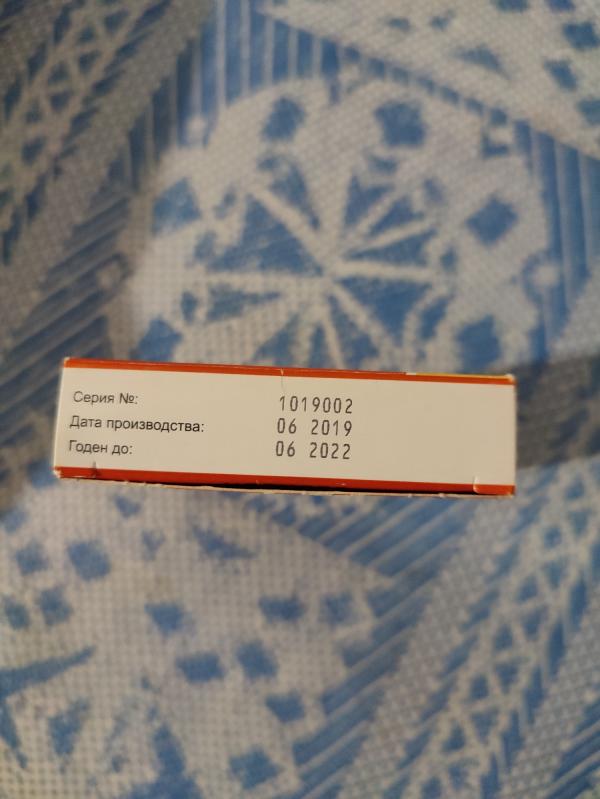 Серия №: 1019002
Дата производства: 06 2019
Годен до: 06 2022